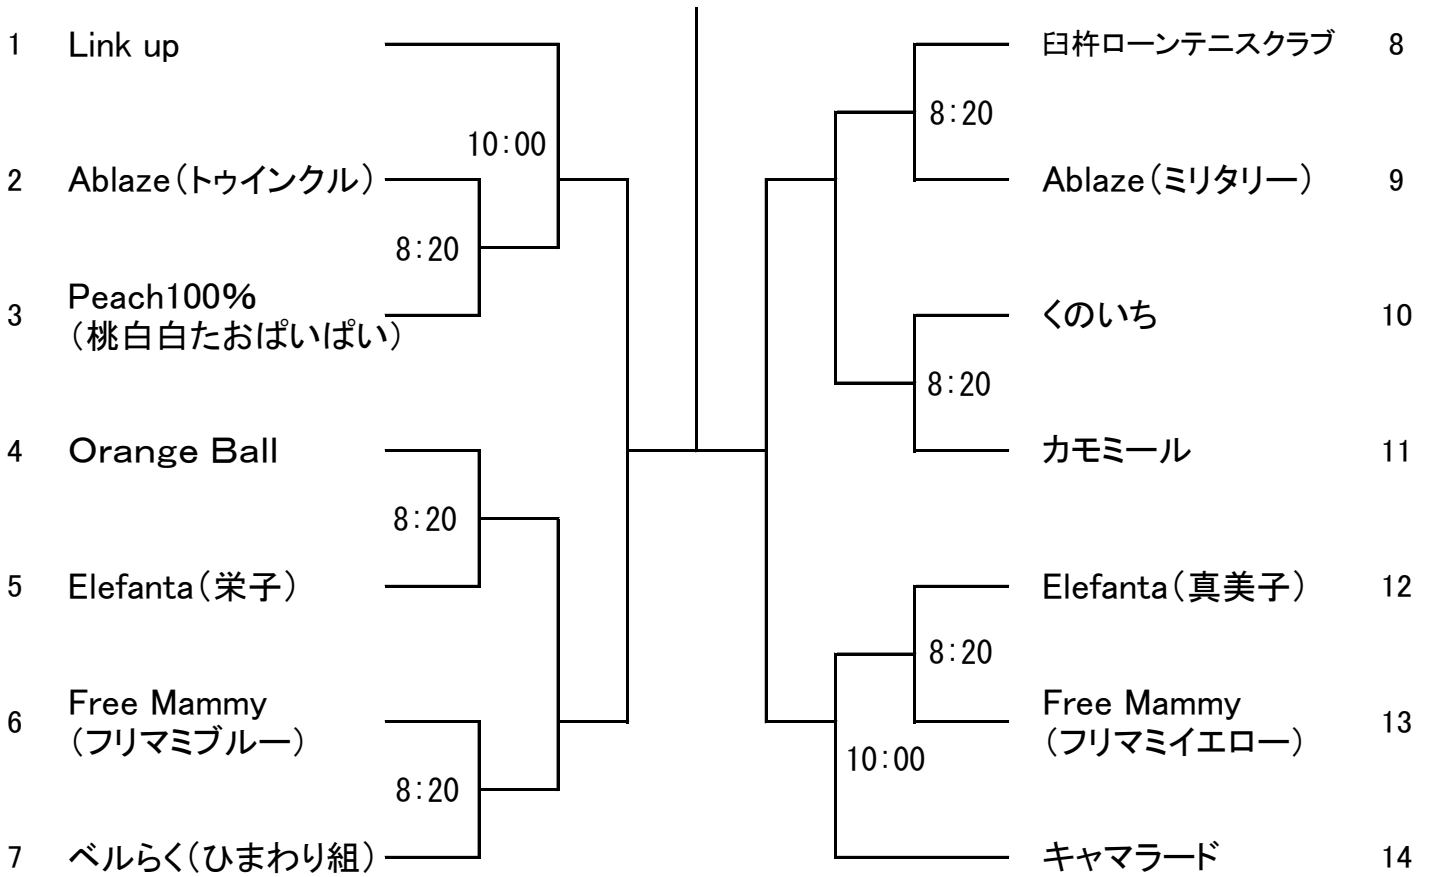 1 Link up
10:00
2 Ablaze(トゥインクル)
8:20
3 Peach100%
(桃白白たおぱいぱい)
4 Orange Ball
8:20
5 Elefanta(栄子)
6 Free Mammy
(フリマミブルー)
8:20
7 ベルらく(ひまわり組)
臼杵ローンテニスクラブ 8
8:20
Ablaze(ミリタリー) 9
くのいち 10
8:20
カモミール 11
Elefanta(真美子) 12
8:20
Free Mammy
(フリマミイエロー) 13
10:00
キャマラード 14